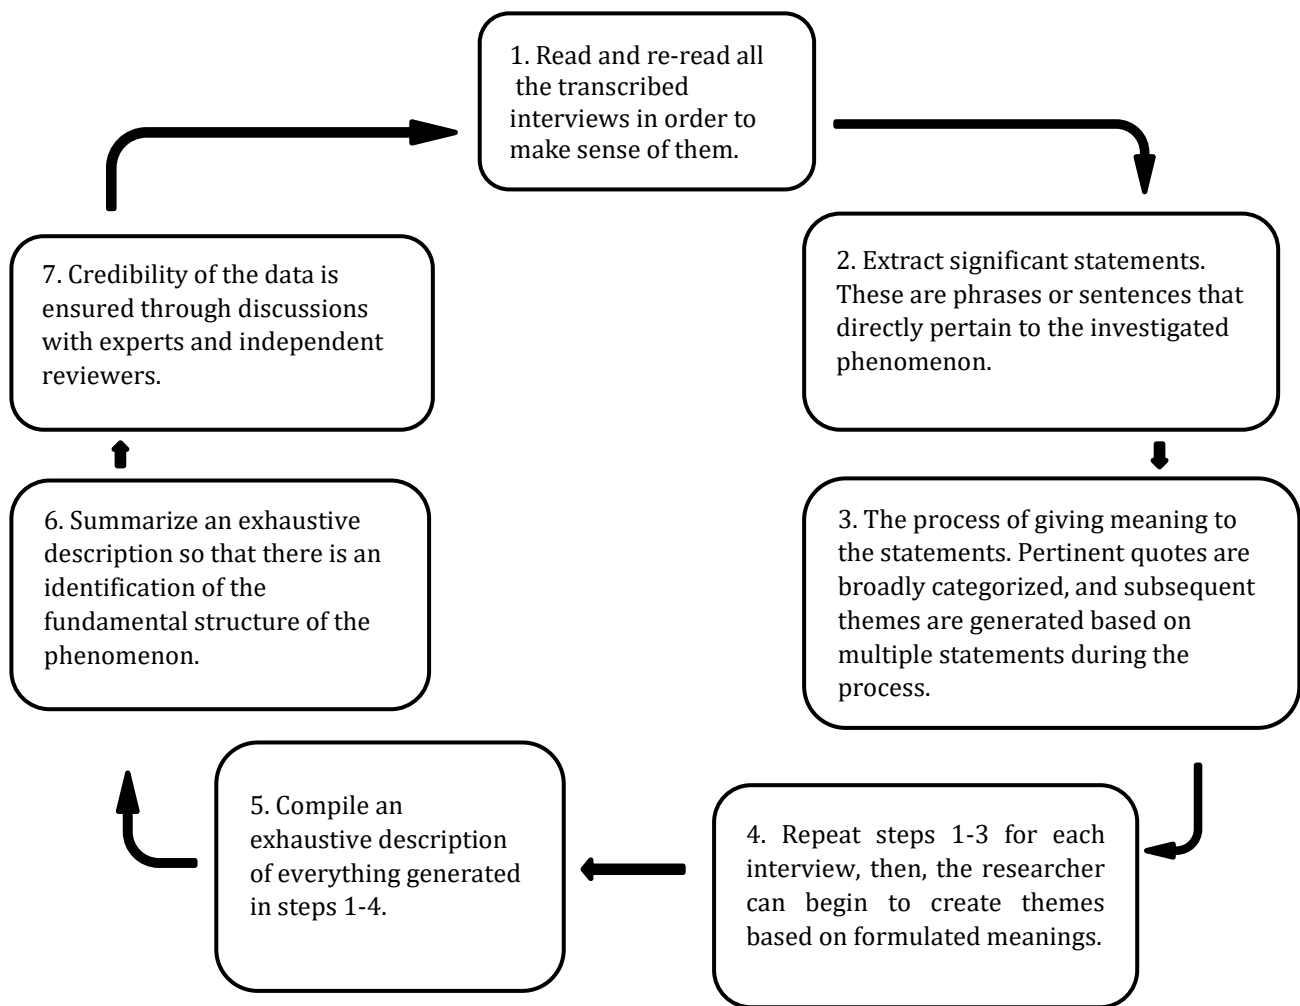 1. Read and re-read all
the transcribed
interviews in order to
make sense of them.
2. Extract significant statements.
These are phrases or sentences that
directly pertain to the investigated
phenomenon.
3. The process of giving meaning to
the statements. Pertinent quotes are
broadly categorized, and subsequent
themes are generated based on
multiple statements during the
process.
4. Repeat steps 1-3 for each
interview, then, the researcher
can begin to create themes
based on formulated meanings.
5. Compile an
exhaustive description
of everything generated
in steps 1-4.
6. Summarize an exhaustive
description so that there is an
identification of the
fundamental structure of the
phenomenon.
7. Credibility of the data is
ensured through discussions
with experts and independent
reviewers.